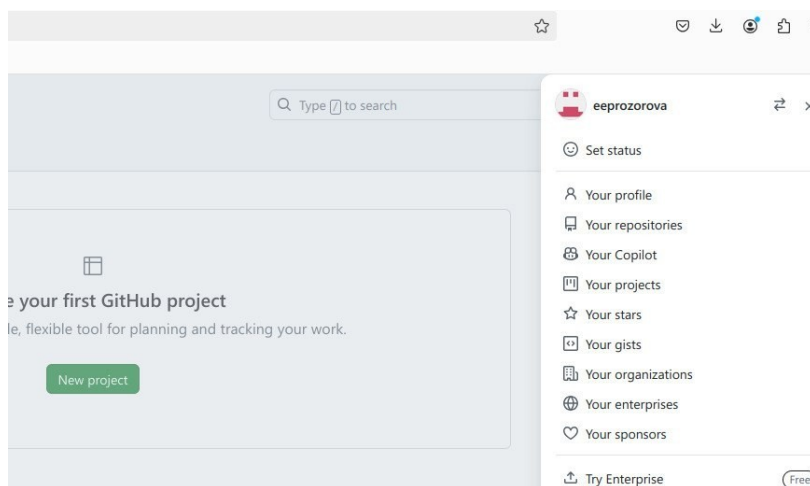 Type / to search
e your first GitHub project
le, flexible tool for planning and tracking your work.
New project
eeprozorova
Set status
Your profile
Your repositories
Your Copilot
Your projects
Your stars
Your gists
Your organizations
Your enterprises
Your sponsors
Try Enterprise
Free